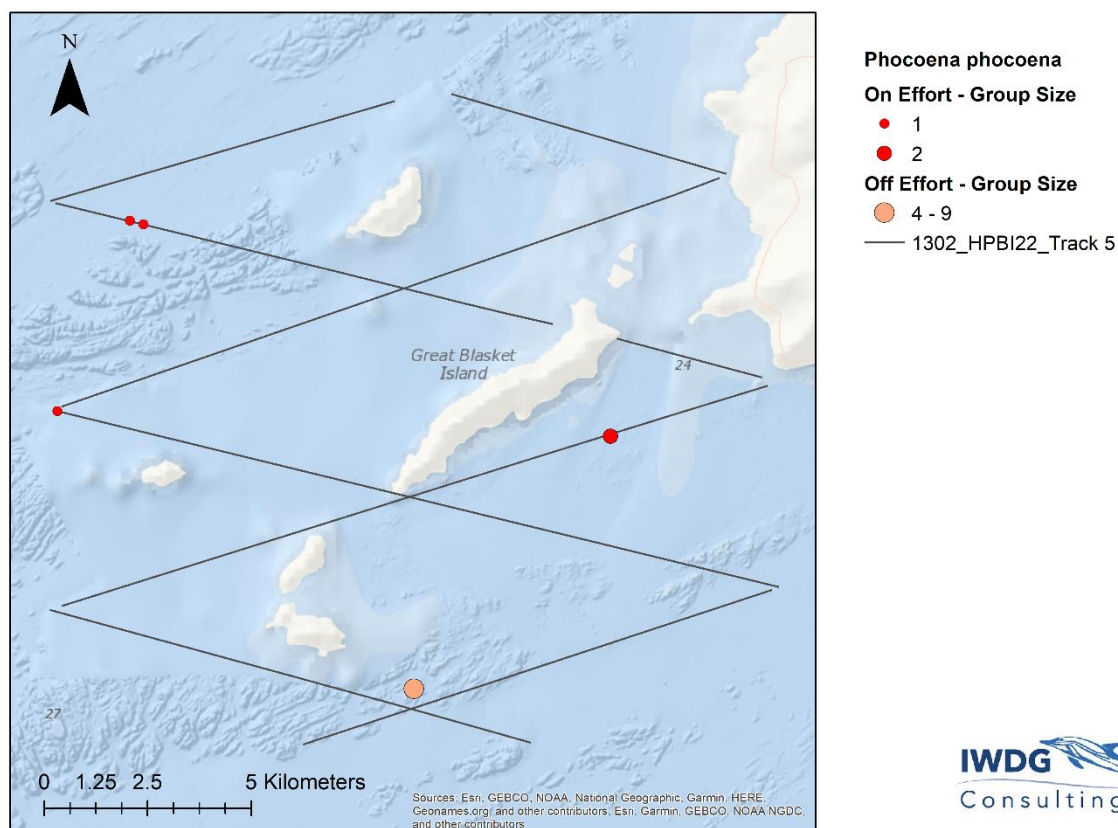 N
Great Blasket
Island
24
27
0 1.25 2.5 5 Kilometers
Sources: Esri, GEBCO, NOAA, National Geographic, Garmin, HERE,
Geonames.org, and other contributors, Esri, Garmin, GEBCO, NOAA NGDC,
and other contributors
Phocoena phocoena
On Effort - Group Size
1
2
Off Effort - Group Size
4 - 9
1302_HPBI22_Track 5
IWDG
Consulting